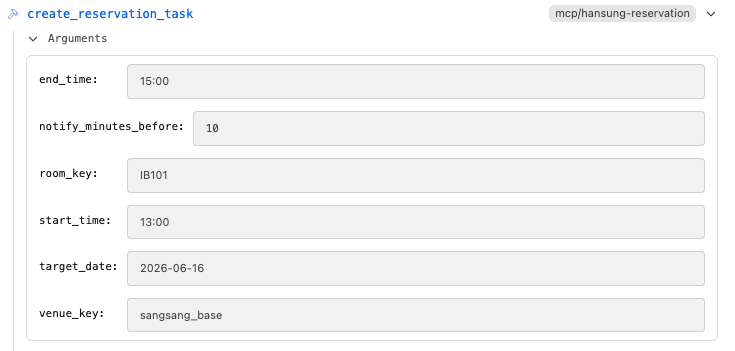 create_reservation_task
mcp/hansung-reservation
Arguments
end_time: 15:00
notify_minutes_before: 10
room_key: IB101
start_time: 13:00
target_date: 2026-06-16
venue_key: sangsang_base